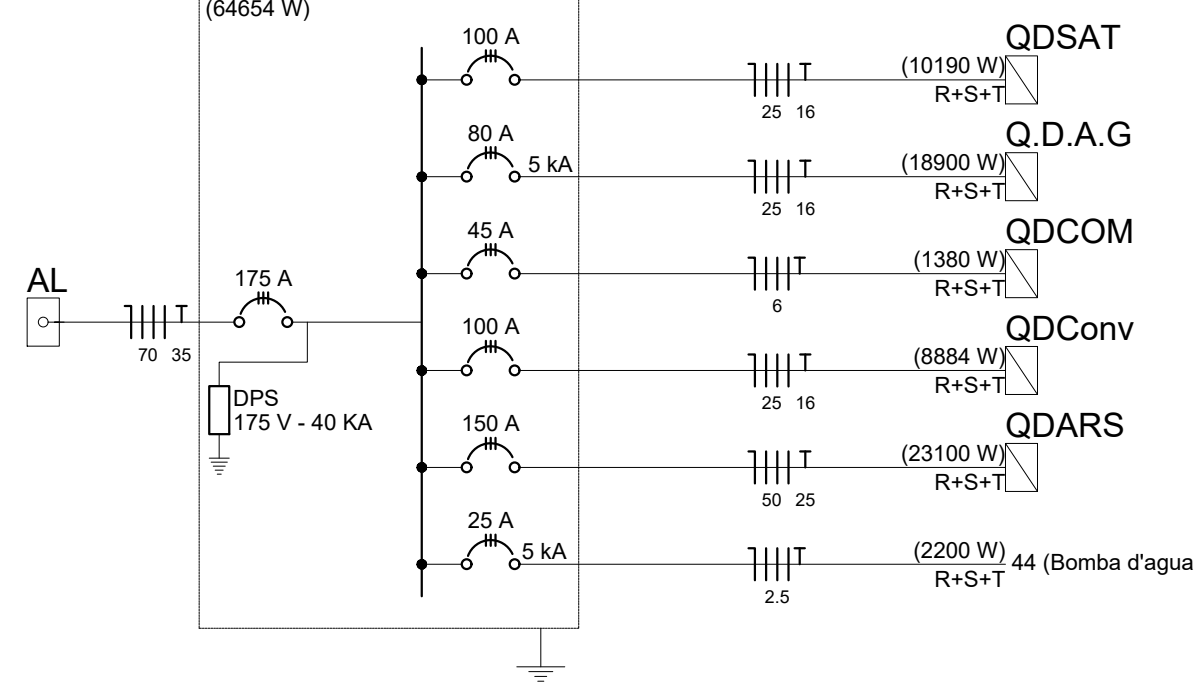 (64654 W)
100 A
QDSAT
(10190 W)
R+S+T
25 16
80 A
5 kA
Q.D.A.G
(18900 W)
R+S+T
25 16
45 A
QDCOM
(1380 W)
R+S+T
6
AL
175 A
70 35
DPS
175 V - 40 KA
100 A
QDConv
(8884 W)
R+S+T
25 16
150 A
QDARS
(23100 W)
R+S+T
50 25
25 A
5 kA
(2200 W)
R+S+T
44 (Bomba d'agua
2.5